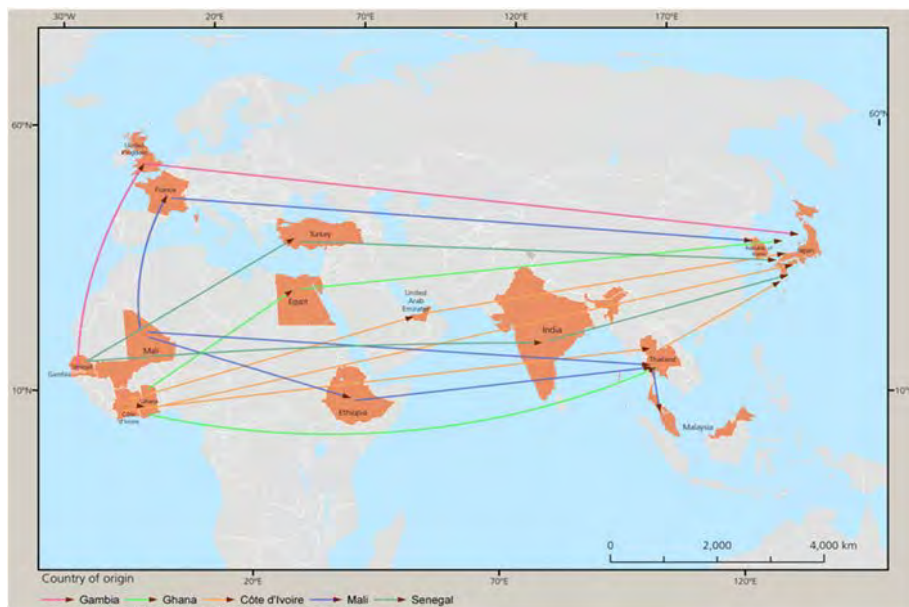 30°W 20°E 70°E 120°E 170°E
60°N 60°N
United
Kingdom
France
Turkey
Japan
Egypt
United
Arab
Emirates
India
Mali
Thailand
Gambia
Ghana
Côte
d'Ivoire
Ethiopia
Malaysia
10°N 10°N
0 2,000 4,000 km
Country of origin
20°E 70°E 120°E
Gambia Ghana Côte d'Ivoire Mali Senegal